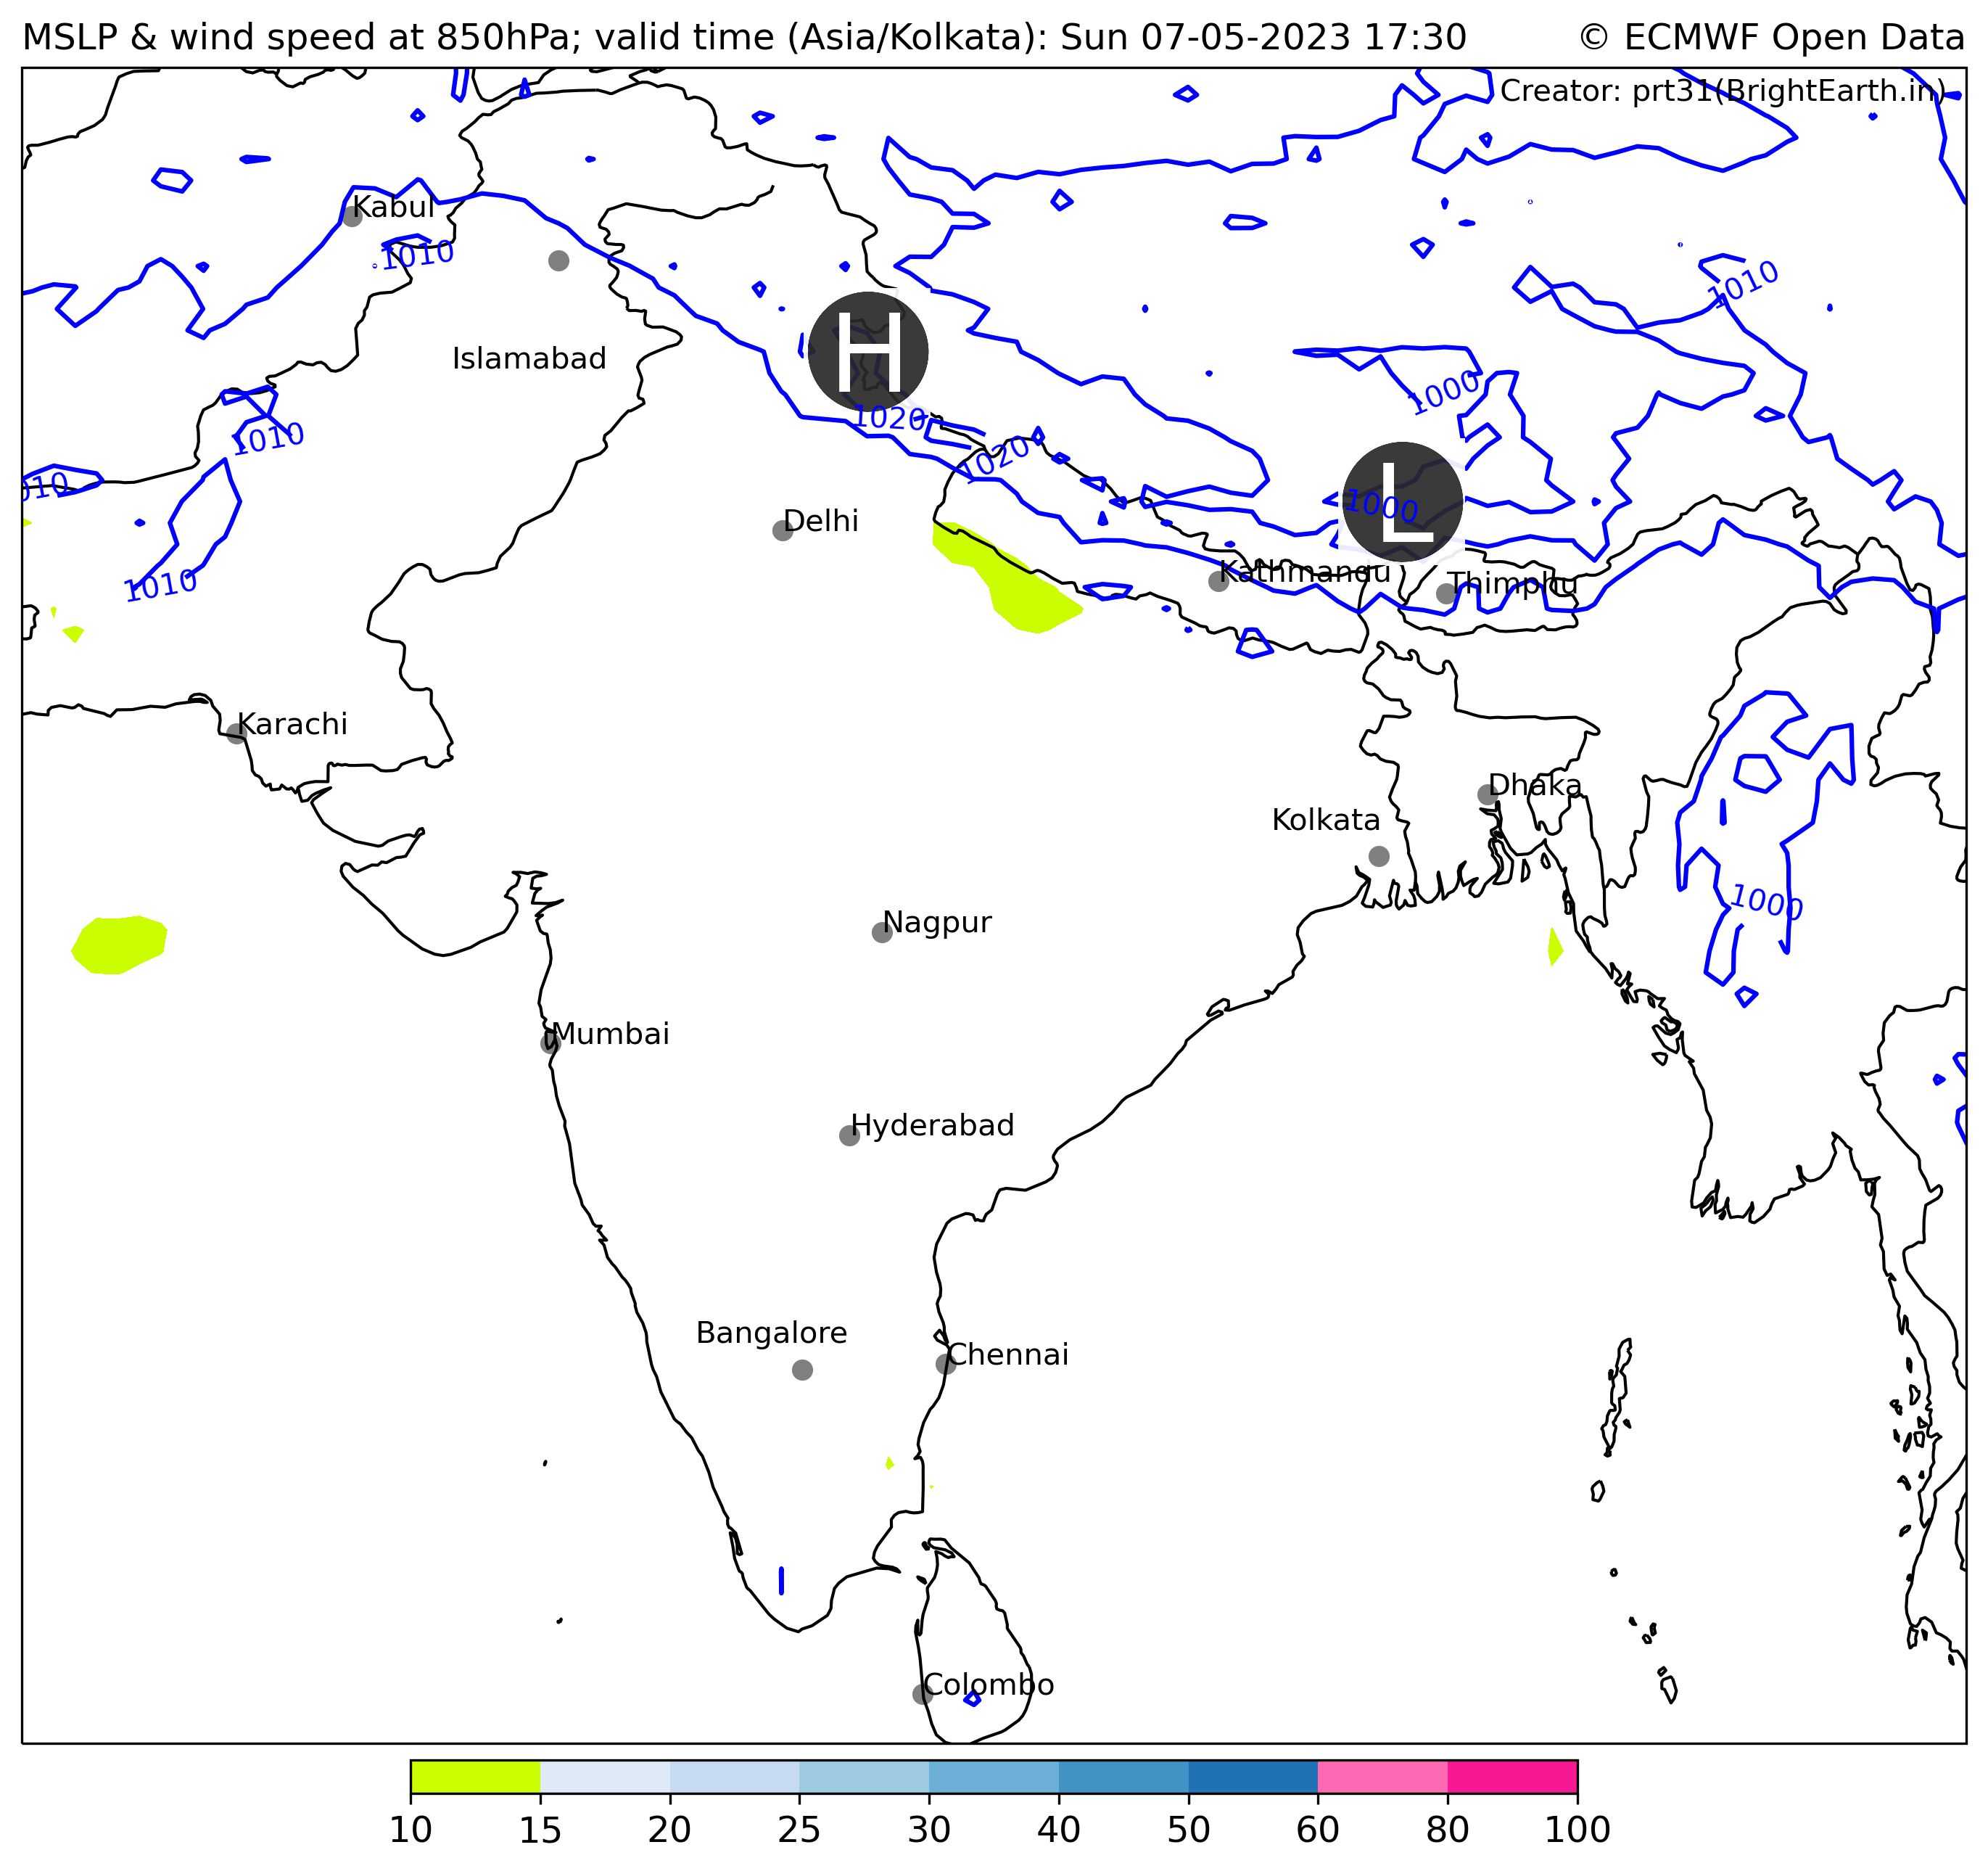 MSLP & wind speed at 850hPa; valid time (Asia/Kolkata): Sun 07-05-2023 17:30
© ECMWF Open Data
Creator: prt31(BrightEarth.in)
Kabul
1010
1010
Islamabad
H
1000
1020
1010
1020
010
L
1000
Delhi
1010
Kathmandu
Thimphu
Karachi
Dhaka
Kolkata
1000
Nagpur
Mumbai
Hyderabad
Bangalore
Chennai
Colombo
10 15 20 25 30 40 50 60 80 100